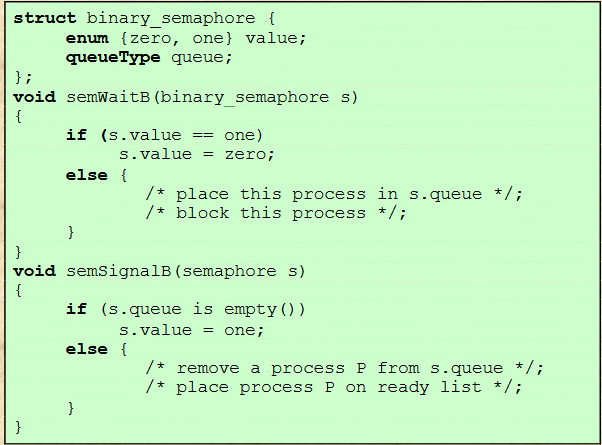 struct binary_semaphore {
enum {zero, one} value;
queueType queue;
};
void semWaitB(binary_semaphore s)
{
if (s.value == one)
s.value = zero;
else {
/* place this process in s.queue */;
/* block this process */;
}
}
void semSignalB(semaphore s)
{
if (s.queue is empty())
s.value = one;
else {
/* remove a process P from s.queue */;
/* place process P on ready list */;
}
}